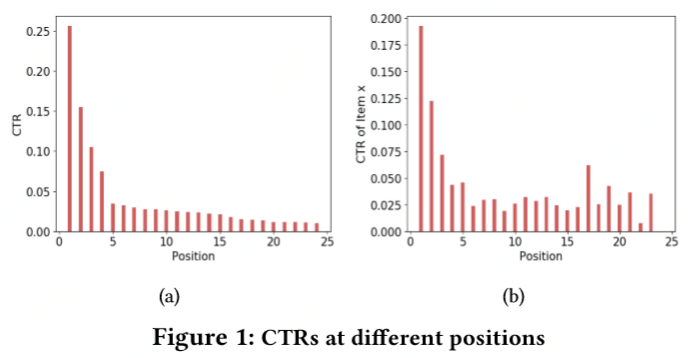 0.25
0.20
0.15
0.10
0.05
0.00
CTR
0 5 10 15 20 25
Position
(a)
0.200
0.175
0.150
0.125
0.100
0.075
0.050
0.025
0.000
CTR of Item x
0 5 10 15 20 25
Position
(b)
Figure 1: CTRs at different positions